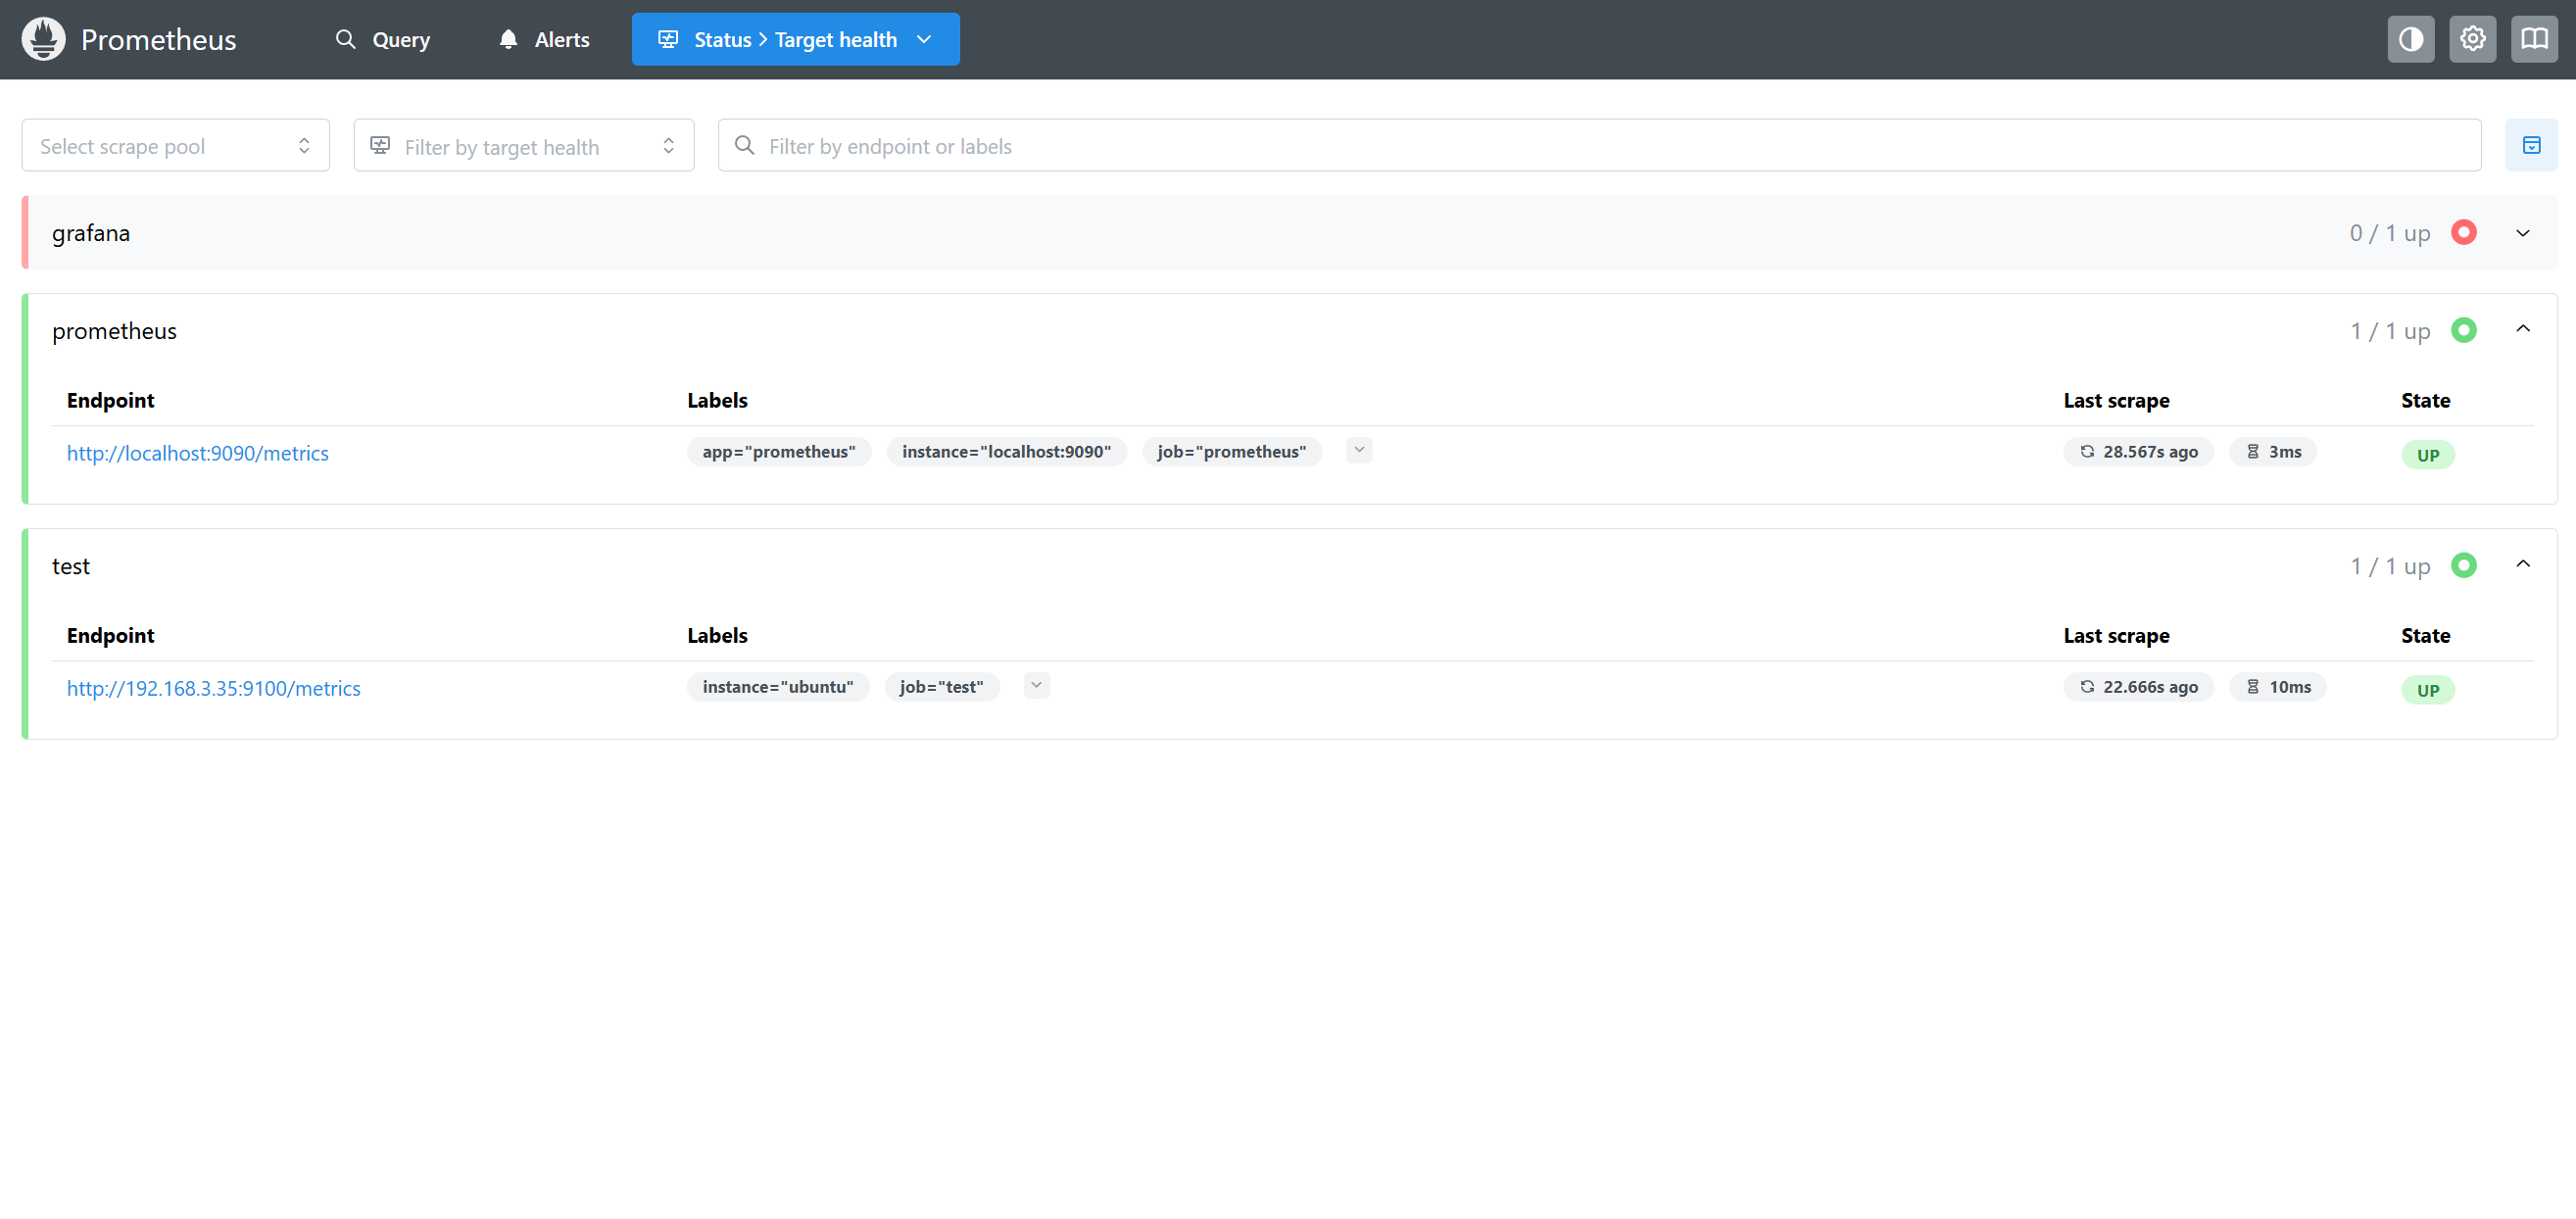 Prometheus Query Alerts Status > Target health
Select scrape pool Filter by target health Filter by endpoint or labels
grafana 0 / 1 up
prometheus 1 / 1 up
Endpoint Labels Last scrape State
http://localhost:9090/metrics app="prometheus" instance="localhost:9090" job="prometheus" 28.567s ago 3ms UP
test 1 / 1 up
Endpoint Labels Last scrape State
http://192.168.3.35:9100/metrics instance="ubuntu" job="test" 22.666s ago 10ms UP